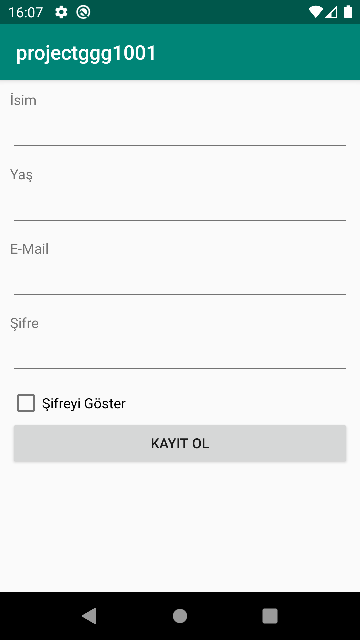 16:07
projectggg1001
İsim
Yaş
E-Mail
Şifre
Şifreyi Göster
KAYIT OL